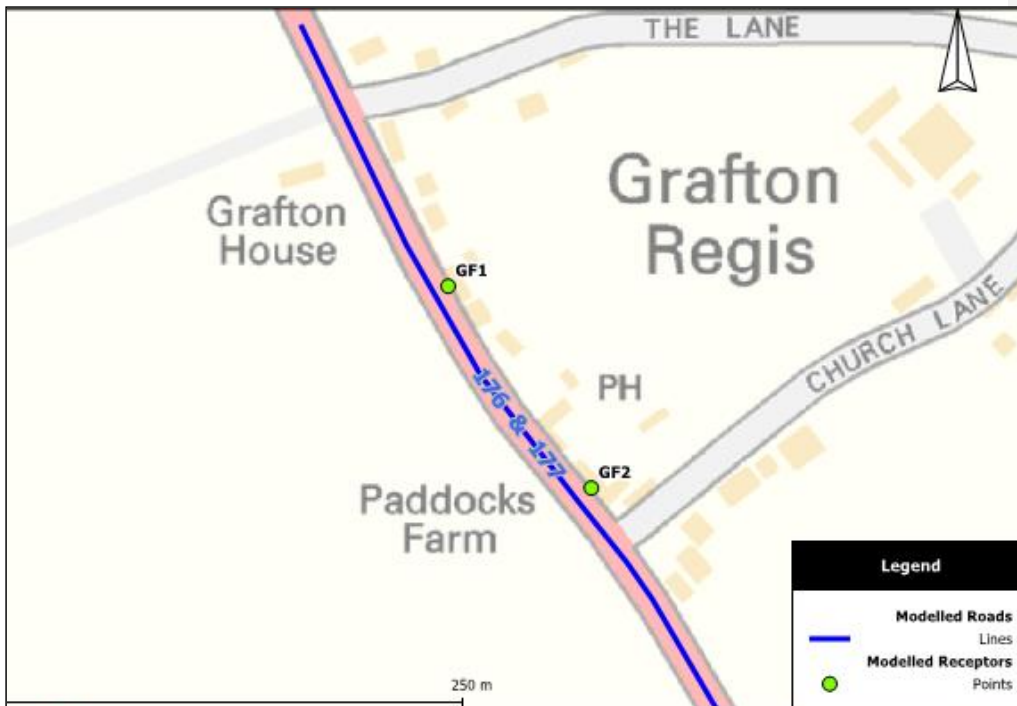 THE LANE
Grafton
House
Grafton
Regis
GF1
CHURCH LANE
176 & 177
PH
GF2
Paddocks
Farm
Legend
Modelled Roads
Lines
Modelled Receptors
Points
250 m